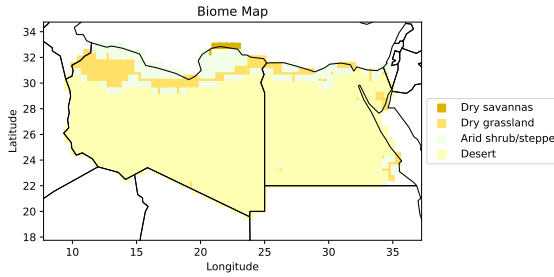 Biome Map
34
32
30
28
26
24
22
20
18
Latitude
10
15
20
25
30
35
Longitude
Dry savannas
Dry grassland
Arid shrub/steppe
Desert